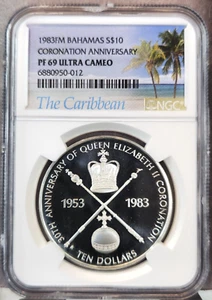 1983FM BAHAMAS S$10
CORONATION ANNIVERSARY
PF 69 ULTRA CAMEO
6880950-012
The Caribbean
NGC
30TH ANNIVERSARY OF QUEEN ELIZABETH II CORONATION
1953 1983
TEN DOLLARS